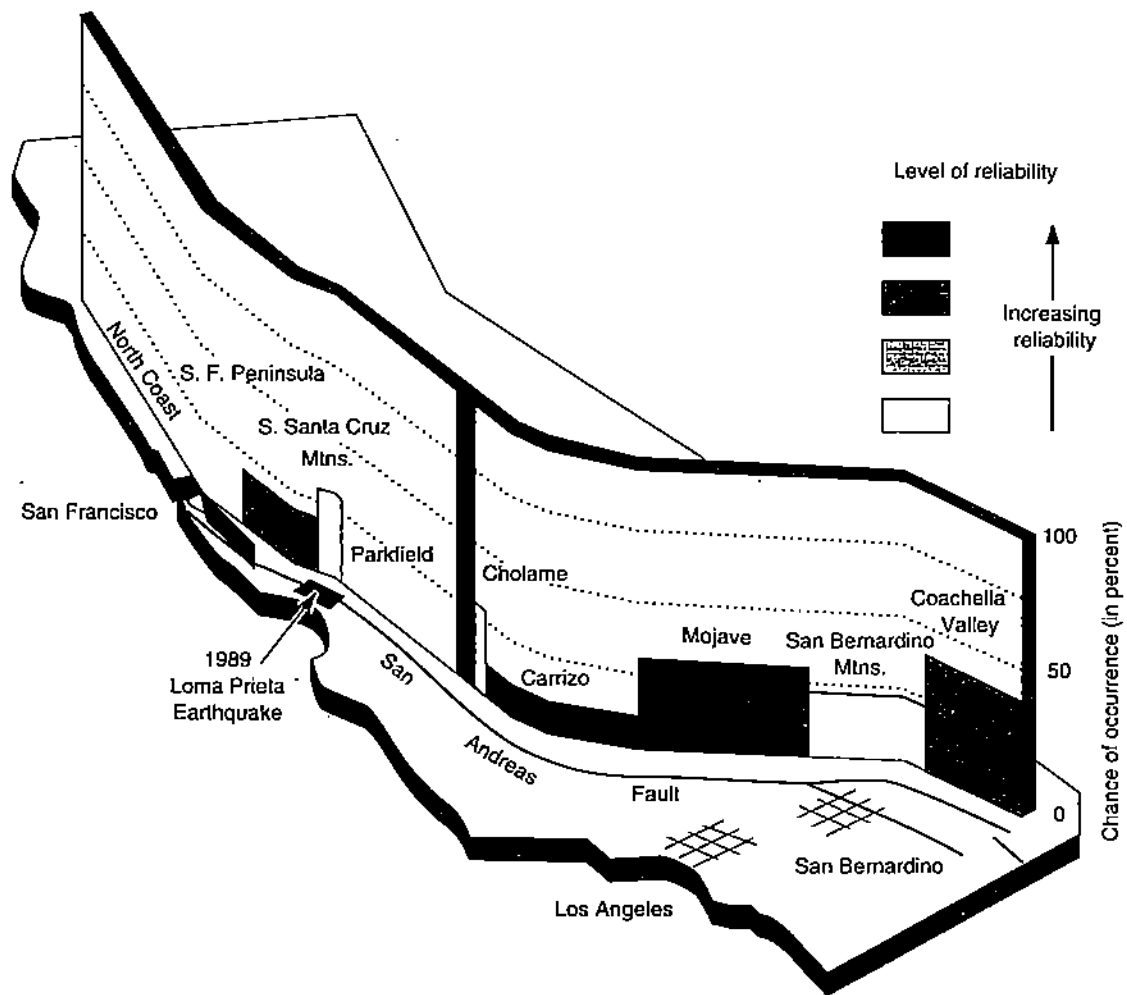 Level of reliability
Increasing
reliability
North Coast
S. F. Peninsula
S. Santa Cruz
Mtns.
San Francisco
Parkfield
Cholame
1989
Loma Prieta
Earthquake
San
Andreas
Fault
Carrizo
Mojave
San Bernardino
Mtns.
Coachella
Valley
100
50
0
Chance of occurrence (in percent)
San Bernardino
Los Angeles